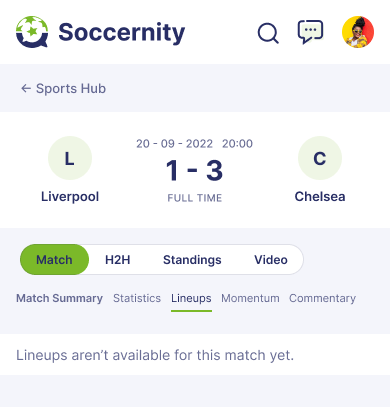 Soccernity
← Sports Hub
20 - 09 - 2022 20:00
L 1 - 3 C
Liverpool FULL TIME Chelsea
Match H2H Standings Video
Match Summary Statistics Lineups Momentum Commentary
Lineups aren’t available for this match yet.